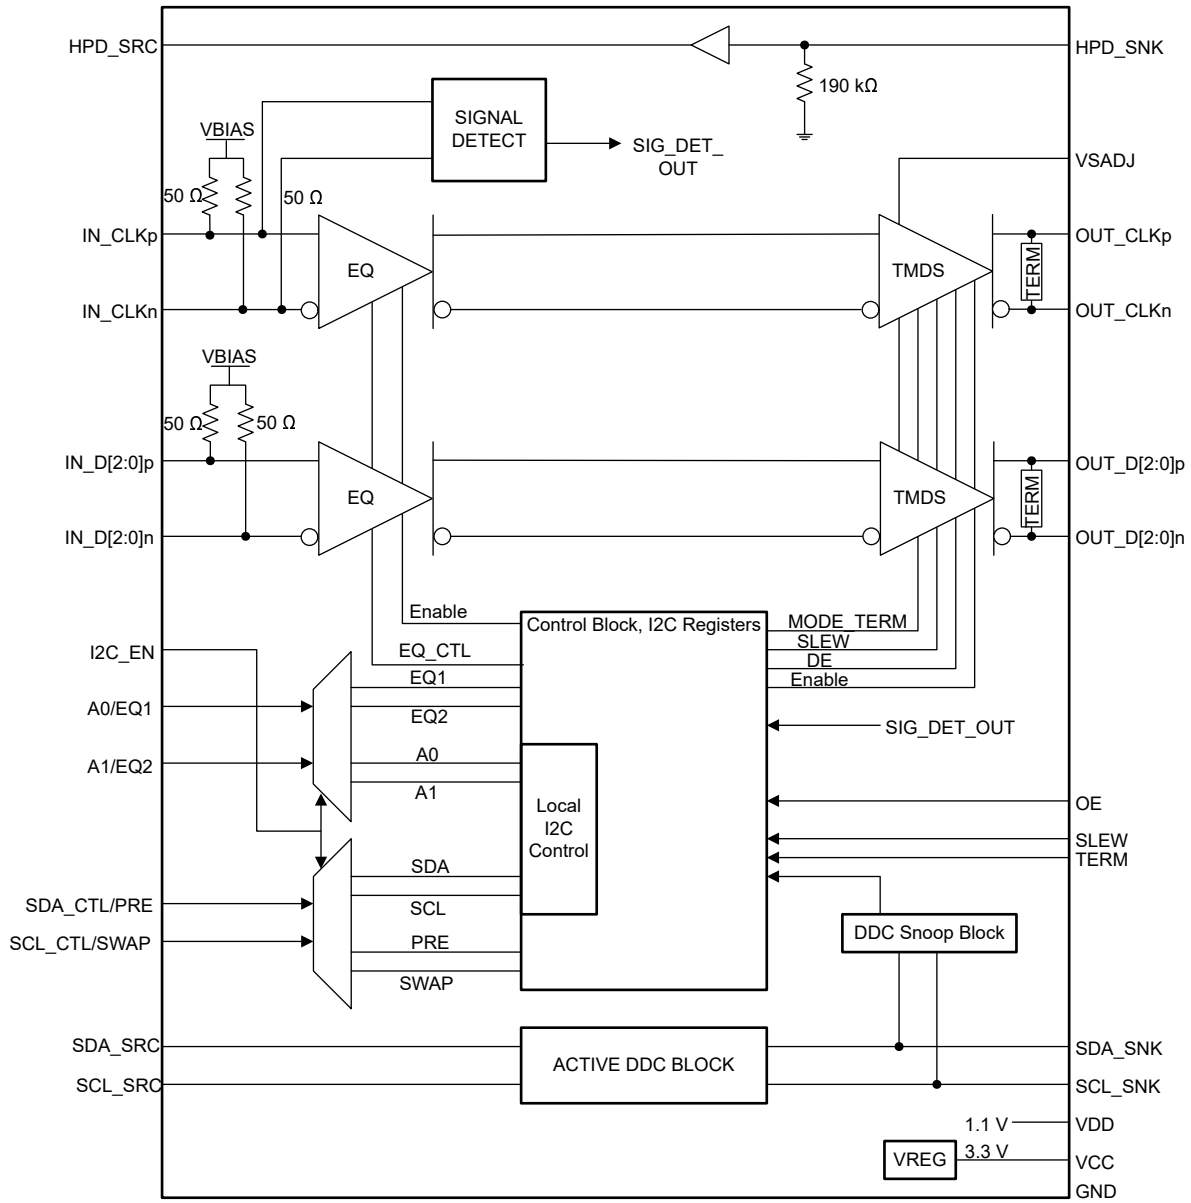 HPD_SRC
HPD_SNK
190 kΩ
SIGNAL
DETECT
SIG_DET_
OUT
VBIAS
VSADJ
50 Ω
50 Ω
IN_CLKp
EQ
TMDS
TERM
OUT_CLKp
IN_CLKn
OUT_CLKn
VBIAS
50 Ω
50 Ω
IN_D[2:0]p
EQ
TMDS
TERM
OUT_D[2:0]p
IN_D[2:0]n
OUT_D[2:0]n
Enable
Control Block, I2C Registers
MODE_TERM
SLEW
DE
Enable
I2C_EN
EQ_CTL
EQ1
A0/EQ1
EQ2
SIG_DET_OUT
A1/EQ2
A0
A1
Local
I2C
Control
OE
SLEW
TERM
SDA
SCL
SDA_CTL/PRE
SCL_CTL/SWAP
PRE
SWAP
DDC Snoop Block
SDA_SRC
ACTIVE DDC BLOCK
SDA_SNK
SCL_SRC
SCL_SNK
1.1 V
VDD
VREG
3.3 V
VCC
GND